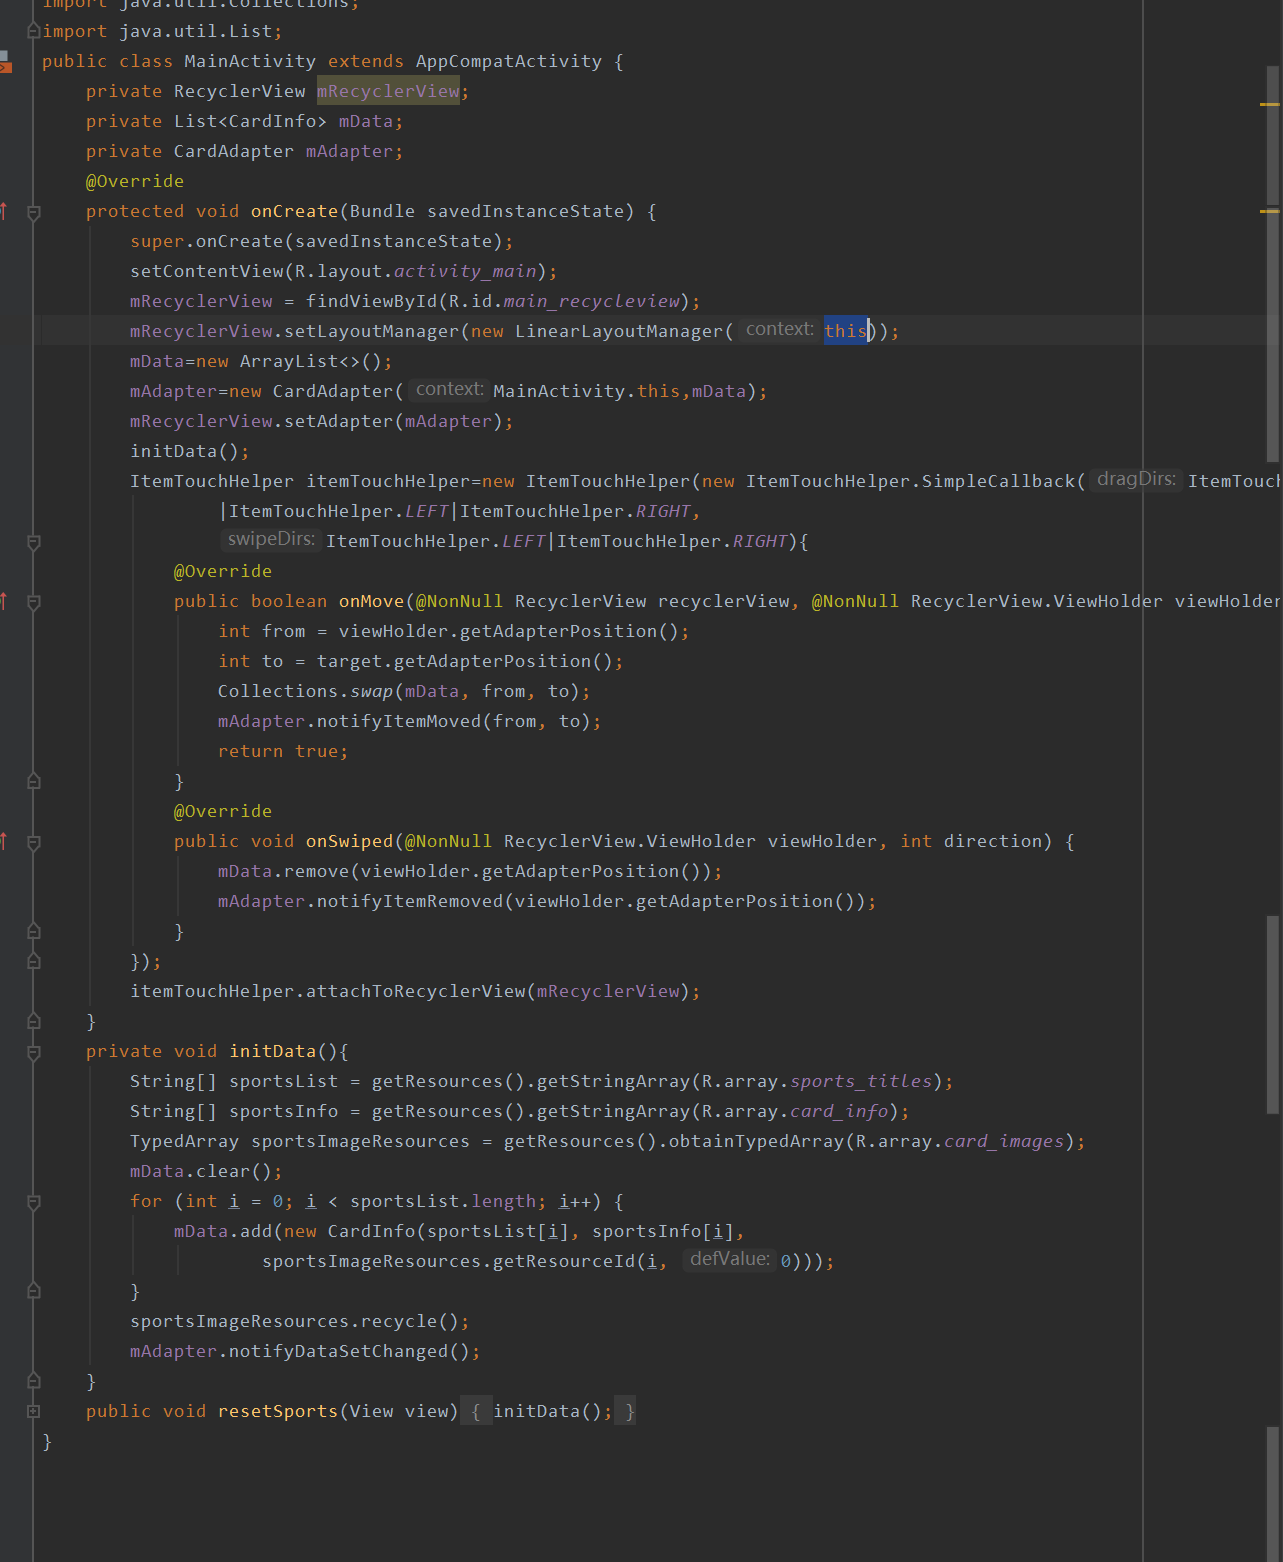 import java.util.Collections;
import java.util.List;
public class MainActivity extends AppCompatActivity {
private RecyclerView mRecyclerView;
private List<CardInfo> mData;
private CardAdapter mAdapter;
@Override
protected void onCreate(Bundle savedInstanceState) {
super.onCreate(savedInstanceState);
setContentView(R.layout.activity_main);
mRecyclerView = findViewById(R.id.main_recycleview);
mRecyclerView.setLayoutManager(new LinearLayoutManager( context: this));
mData=new ArrayList<>();
mAdapter=new CardAdapter( context: MainActivity.this,mData);
mRecyclerView.setAdapter(mAdapter);
initData();
ItemTouchHelper itemTouchHelper=new ItemTouchHelper(new ItemTouchHelper.SimpleCallback( dragDirs: ItemTouch
|ItemTouchHelper.LEFT|ItemTouchHelper.RIGHT,
swipeDirs: ItemTouchHelper.LEFT|ItemTouchHelper.RIGHT){
@Override
public boolean onMove(@NonNull RecyclerView recyclerView, @NonNull RecyclerView.ViewHolder viewHolder
int from = viewHolder.getAdapterPosition();
int to = target.getAdapterPosition();
Collections.swap(mData, from, to);
mAdapter.notifyItemMoved(from, to);
return true;
}
@Override
public void onSwiped(@NonNull RecyclerView.ViewHolder viewHolder, int direction) {
mData.remove(viewHolder.getAdapterPosition());
mAdapter.notifyItemRemoved(viewHolder.getAdapterPosition());
}
});
itemTouchHelper.attachToRecyclerView(mRecyclerView);
}
private void initData(){
String[] sportsList = getResources().getStringArray(R.array.sports_titles);
String[] sportsInfo = getResources().getStringArray(R.array.card_info);
TypedArray sportsImageResources = getResources().obtainTypedArray(R.array.card_images);
mData.clear();
for (int i = 0; i < sportsList.length; i++) {
mData.add(new CardInfo(sportsList[i], sportsInfo[i],
sportsImageResources.getResourceId(i, defValue: 0)));
}
sportsImageResources.recycle();
mAdapter.notifyDataSetChanged();
}
public void resetSports(View view) { initData(); }
}